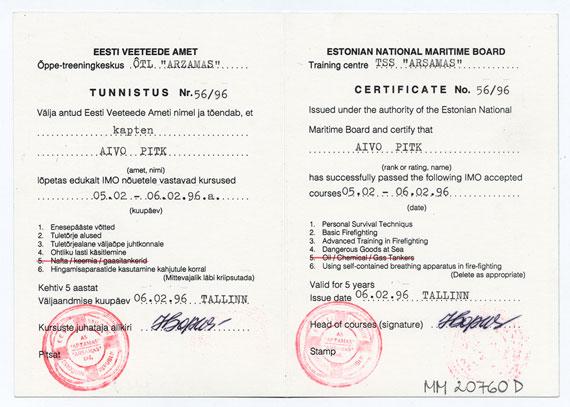 EESTI VEETEEDE AMET
Õppe-treeningkeskus ÕTL "ARZAMAS"
TUNNISTUS Nr. 56/96
Välja antud Eesti Veeteede Ameti nimel ja tõendab, et
kapten
AIVO PITK
(amet, nimi)
lõpetas edukalt IMO nõuetele vastavad kursused
05.02 - 06.02.96.a.
(kuupäev)
1. Enesepääste võtted
2. Tuletõrje alused
3. Tuletõrjealane väljaõpe juhtkonnale
4. Ohtliku lasti käsitlemine
5. Nafta / keemia / gaasitankerid
6. Hingamisaparaatide kasutamine kahjutule korral
(Mittevajalik läbi kriipsutada)
Kehtiv 5 aastat
Väljaandmise kuupäev 06.02.96 TALLINN
Kursuste juhataja allkiri
Pitsat
AS
"ARTAMAS"
"ARSAMAS"
ESTONIAN NATIONAL MARITIME BOARD
Training centre TSS "ARSAMAS"
CERTIFICATE No. 56/96
Issued under the authority of the Estonian National
Maritime Board and certify that
AIVO PITK
(rank or rating, name)
has successfully passed the following IMO accepted
courses 05.02 - 06.02.96
(date)
1. Personal Survival Techniqus
2. Basic Firefighting
3. Advanced Training in Firefighting
4. Dangerous Goods at Sea
5. Oil / Chemical / Gas Tankers
6. Using self-contained breathing apparatus in fire-fighting
(Delete as appropriate)
Valid for 5 years
Issue date 06.02.96 TALLINN
Head of courses (signature)
Stamp
MM 20760 D